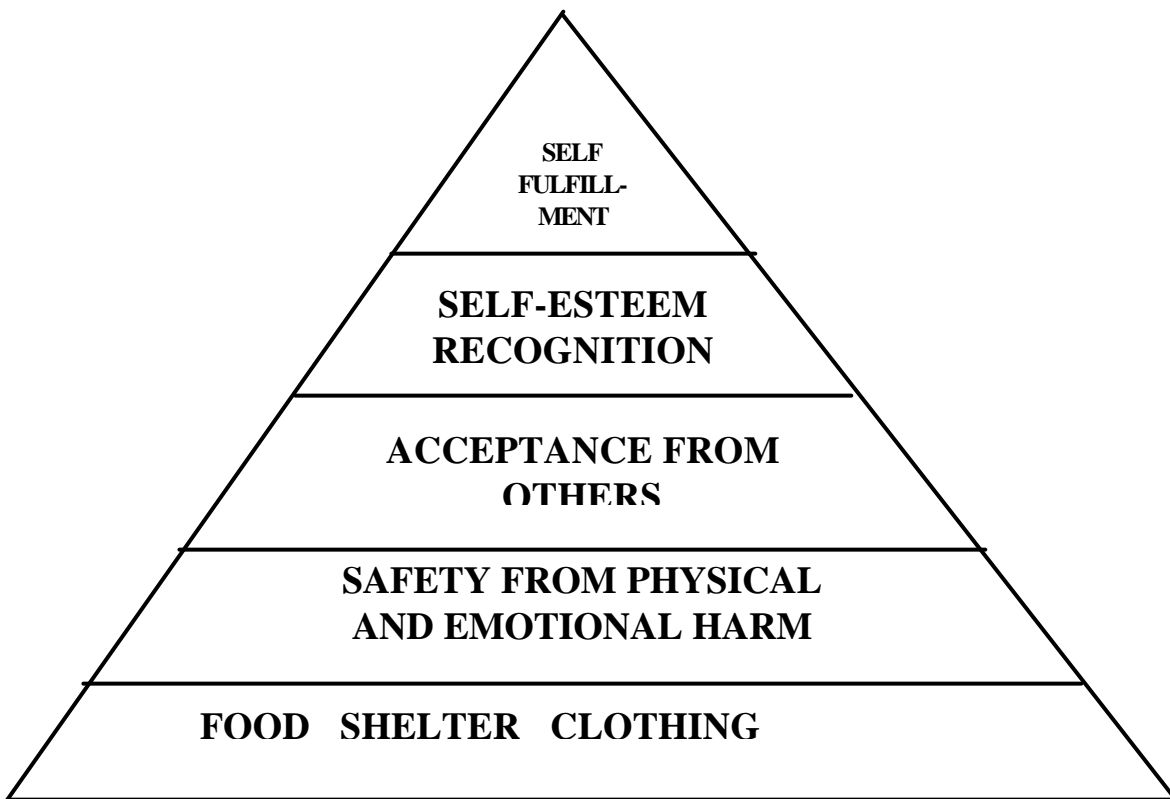 SELF
FULFILL-
MENT
SELF-ESTEEM
RECOGNITION
ACCEPTANCE FROM
OTHERS
SAFETY FROM PHYSICAL
AND EMOTIONAL HARM
FOOD SHELTER CLOTHING